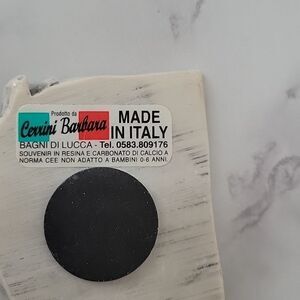 Prodotto da
Cerrini Barbara
MADE
IN ITALY
BAGNI DI LUCCA - Tel. 0583.809176
SOUVENIR IN RESINA E CARBONATO DI CALCIO A
NORMA CEE NON ADATTO A BAMBINI 0-6 ANNI